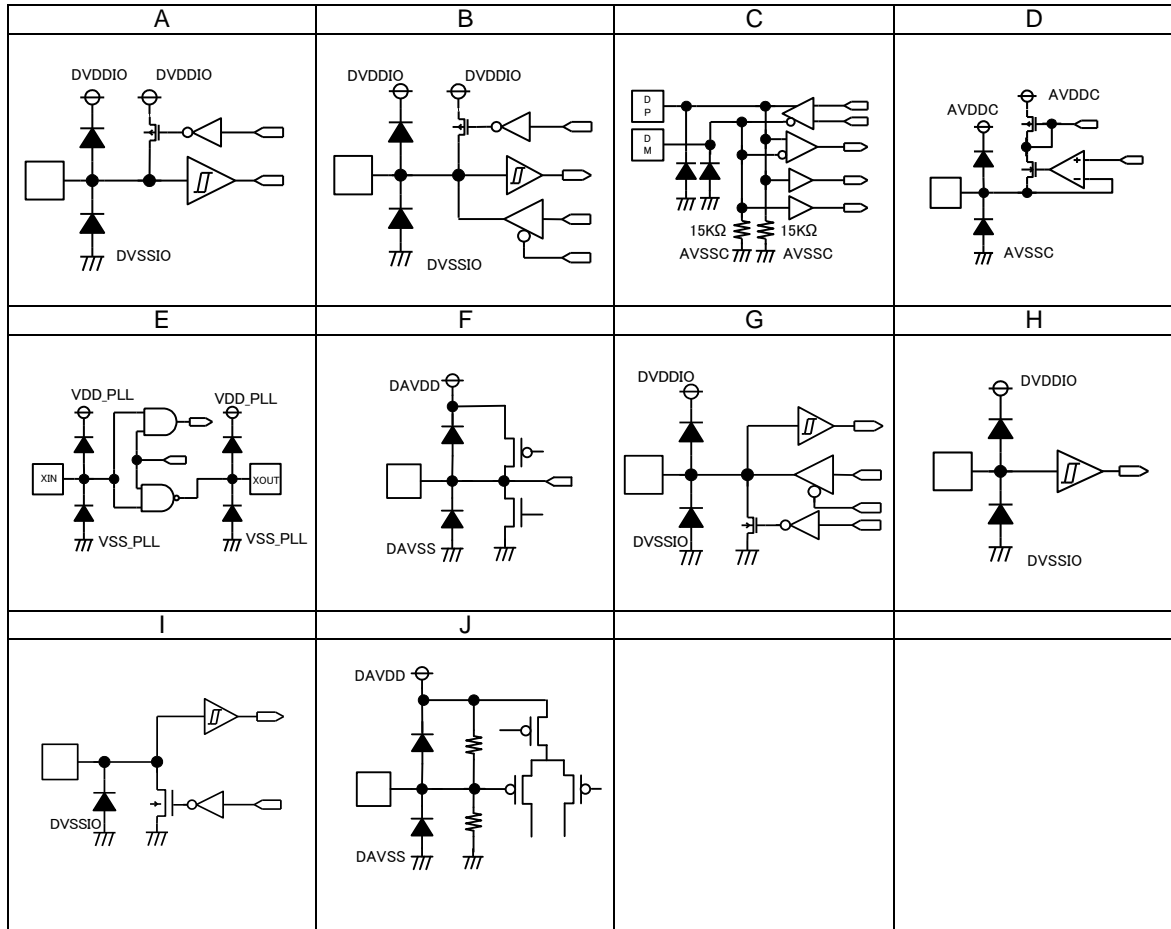 A B C D
DVDDIO DVDDIO
DVSSIO
DVDDIO DVDDIO
DVSSIO
D
P
D
M
15KΩ 15KΩ
AVSSC AVSSC
AVDDC AVDDC
+
-
AVSSC
E F G H
VDD_PLL VDD_PLL
XIN XOUT
VSS_PLL VSS_PLL
DAVDD
DAVSS
DVDDIO
DVSSIO
DVDDIO
DVSSIO
I J
DVSSIO
DAVDD
DAVSS